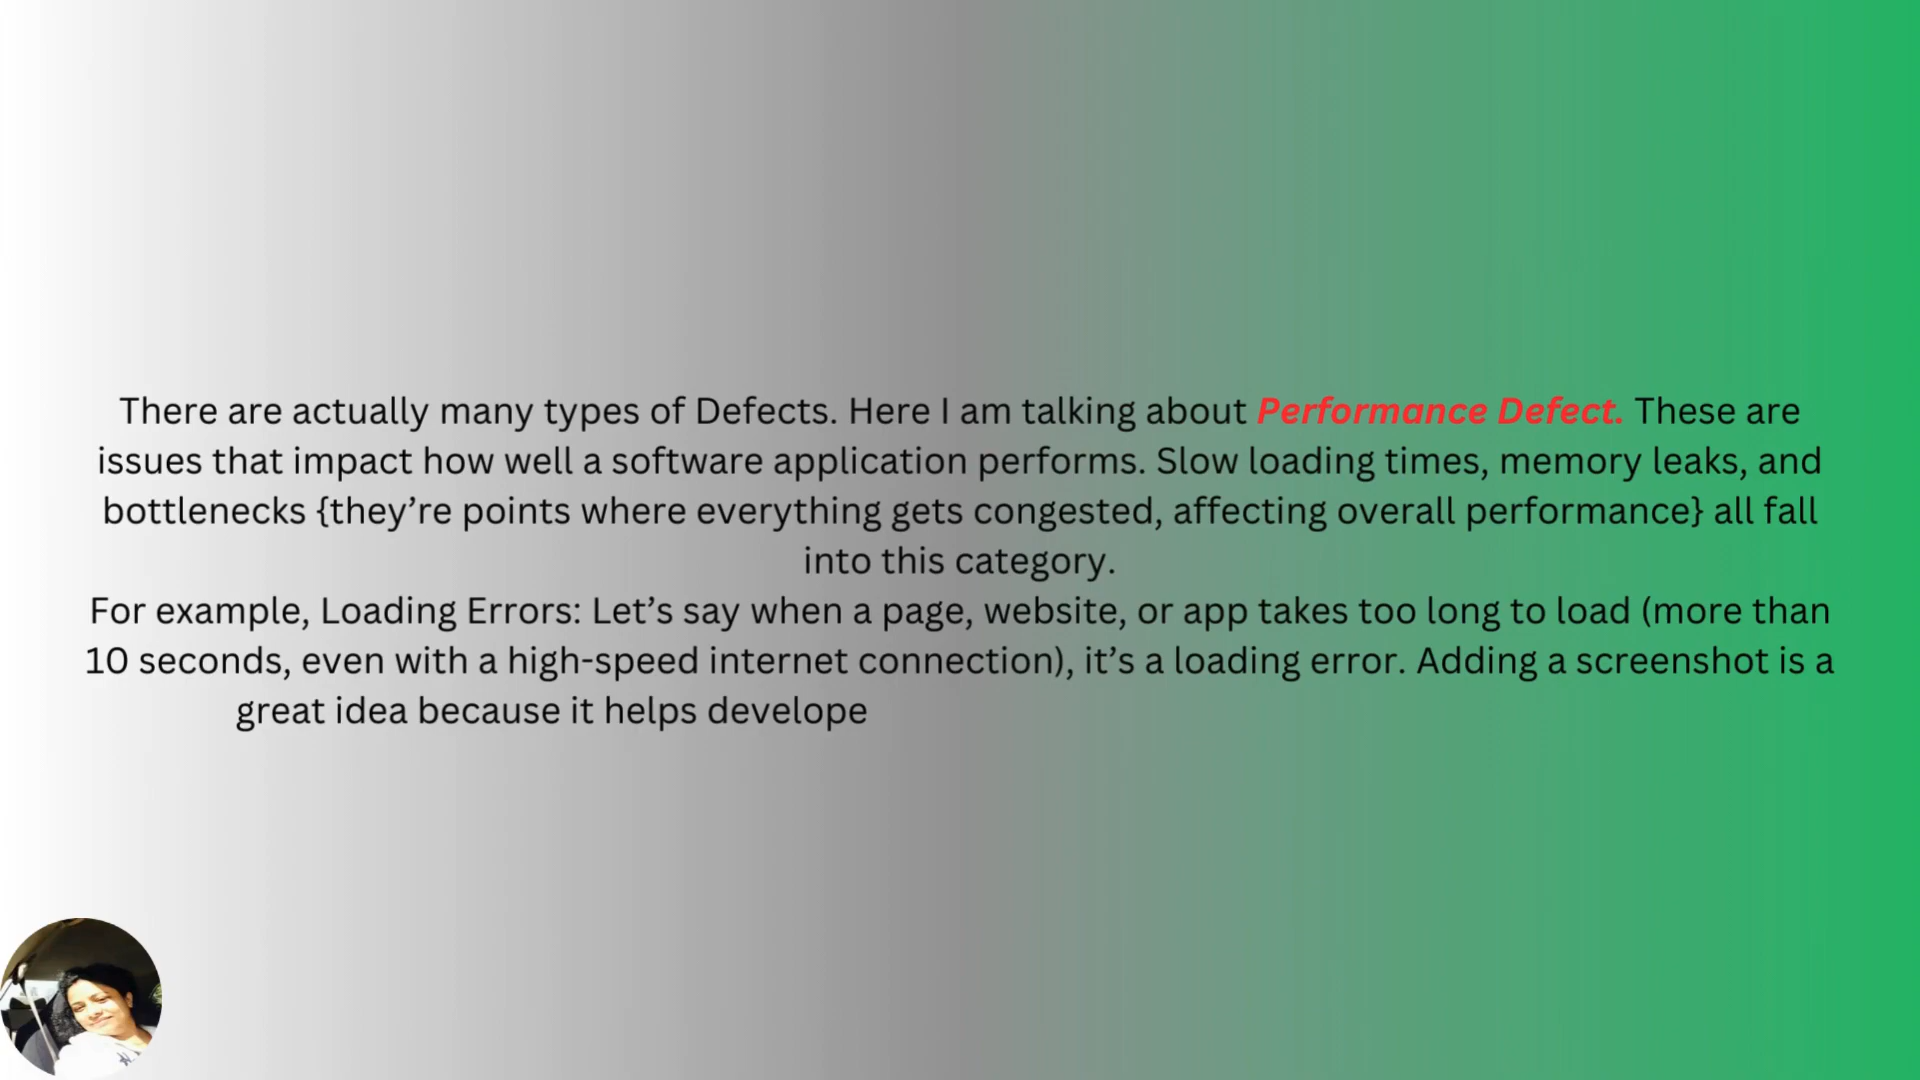 There are actually many types of Defects. Here I am talking about Performance Defect. These are
issues that impact how well a software application performs. Slow loading times, memory leaks, and
bottlenecks {they’re points where everything gets congested, affecting overall performance} all fall
into this category.
For example, Loading Errors: Let’s say when a page, website, or app takes too long to load (more than
10 seconds, even with a high-speed internet connection), it’s a loading error. Adding a screenshot is a
great idea because it helps develope